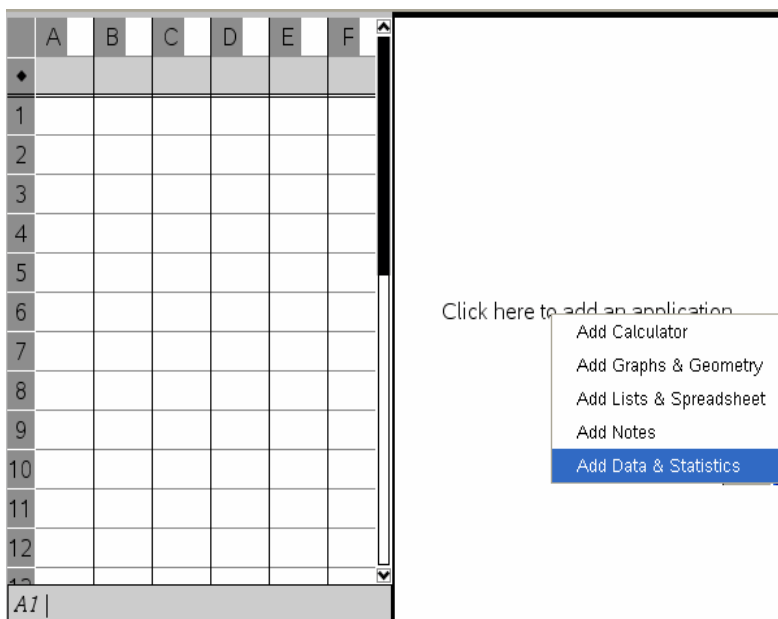 A B C D E F
♦
1
2
3
4
5
6
7
8
9
10
11
12
A1
Click here to add an application
Add Calculator
Add Graphs & Geometry
Add Lists & Spreadsheet
Add Notes
Add Data & Statistics